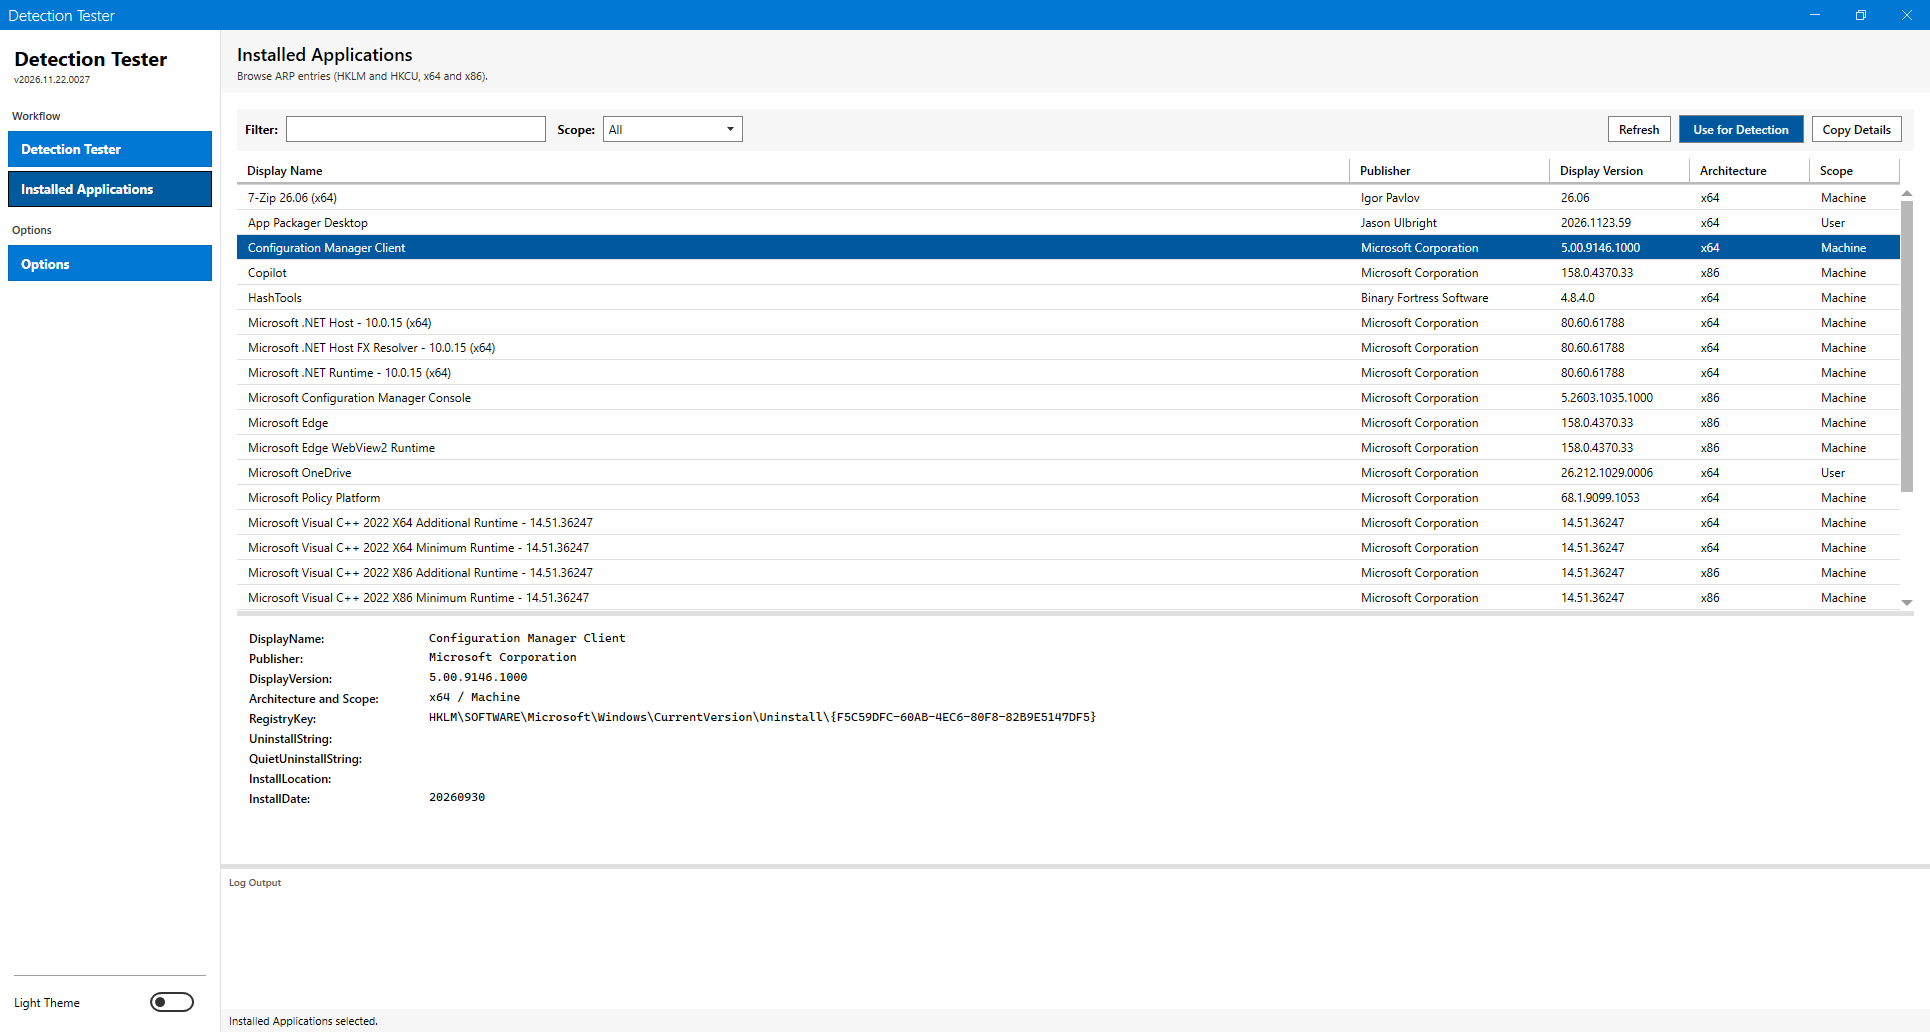 Detection Tester
Detection Tester
v2026.11.22.0027
Workflow
Detection Tester
Installed Applications
Options
Options
Light Theme
Installed Applications
Browse ARP entries (HKLM and HKCU, x64 and x86).
Filter: Scope: All Refresh Use for Detection Copy Details
Display Name Publisher Display Version Architecture Scope
7-Zip 26.06 (x64) Igor Pavlov 26.06 x64 Machine
App Packager Desktop Jason Ulbright 2026.1123.59 x64 User
Configuration Manager Client Microsoft Corporation 5.00.9146.1000 x64 Machine
Copilot Microsoft Corporation 158.0.4370.33 x86 Machine
HashTools Binary Fortress Software 4.8.4.0 x64 Machine
Microsoft .NET Host - 10.0.15 (x64) Microsoft Corporation 80.60.61788 x64 Machine
Microsoft .NET Host FX Resolver - 10.0.15 (x64) Microsoft Corporation 80.60.61788 x64 Machine
Microsoft .NET Runtime - 10.0.15 (x64) Microsoft Corporation 80.60.61788 x64 Machine
Microsoft Configuration Manager Console Microsoft Corporation 5.2603.1035.1000 x86 Machine
Microsoft Edge Microsoft Corporation 158.0.4370.33 x86 Machine
Microsoft Edge WebView2 Runtime Microsoft Corporation 158.0.4370.33 x86 Machine
Microsoft OneDrive Microsoft Corporation 26.212.1029.0006 x64 User
Microsoft Policy Platform Microsoft Corporation 68.1.9099.1053 x64 Machine
Microsoft Visual C++ 2022 X64 Additional Runtime - 14.51.36247 Microsoft Corporation 14.51.36247 x64 Machine
Microsoft Visual C++ 2022 X64 Minimum Runtime - 14.51.36247 Microsoft Corporation 14.51.36247 x64 Machine
Microsoft Visual C++ 2022 X86 Additional Runtime - 14.51.36247 Microsoft Corporation 14.51.36247 x86 Machine
Microsoft Visual C++ 2022 X86 Minimum Runtime - 14.51.36247 Microsoft Corporation 14.51.36247 x86 Machine
DisplayName: Configuration Manager Client
Publisher: Microsoft Corporation
DisplayVersion: 5.00.9146.1000
Architecture and Scope: x64 / Machine
RegistryKey: HKLM\SOFTWARE\Microsoft\Windows\CurrentVersion\Uninstall\{F5C59DFC-60AB-4EC6-80F8-82B9E5147DF5}
UninstallString:
QuietUninstallString:
InstallLocation:
InstallDate: 20260930
Log Output
Installed Applications selected.